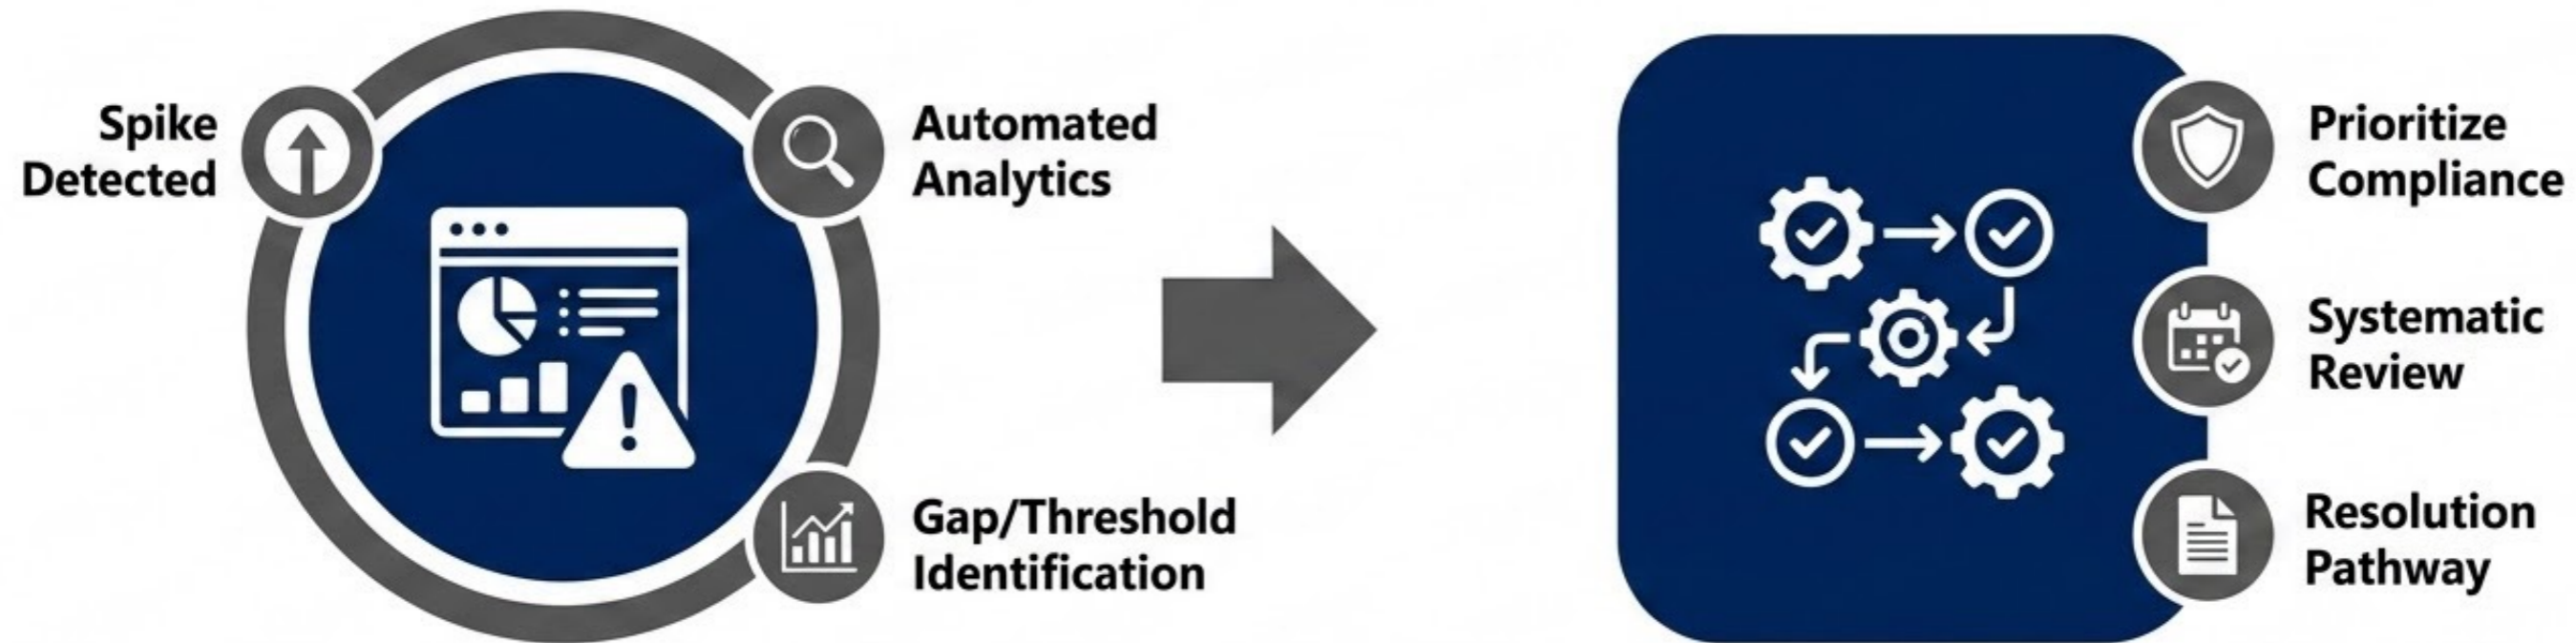 Spike
Detected
Automated
Analytics
Gap/Threshold
Identification
Prioritize
Compliance
Systematic
Review
Resolution
Pathway